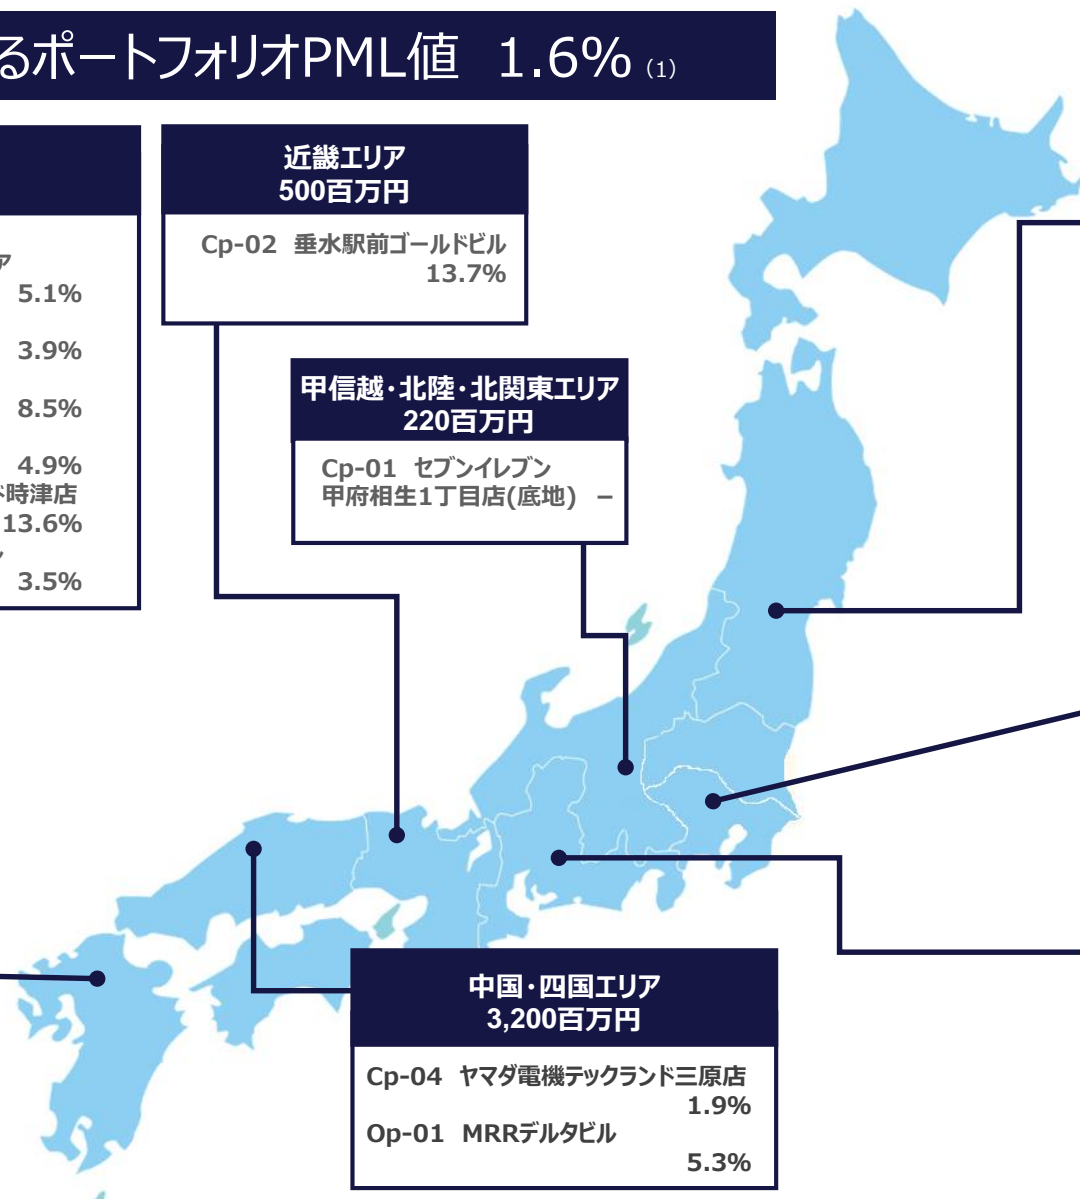 るポートフォリオPML値 1.6% (1)
近畿エリア
500百万円
Cp-02 垂水駅前ゴールドビル
13.7%
ア
5.1%
3.9%
8.5%
4.9%
ド時津店
13.6%
ン
3.5%
甲信越・北陸・北関東エリア
220百万円
Cp-01 セブンイレブン
甲府相生1丁目店(底地) －
中国・四国エリア
3,200百万円
Cp-04 ヤマダ電機テックランド三原店
1.9%
Op-01 MRRデルタビル
5.3%